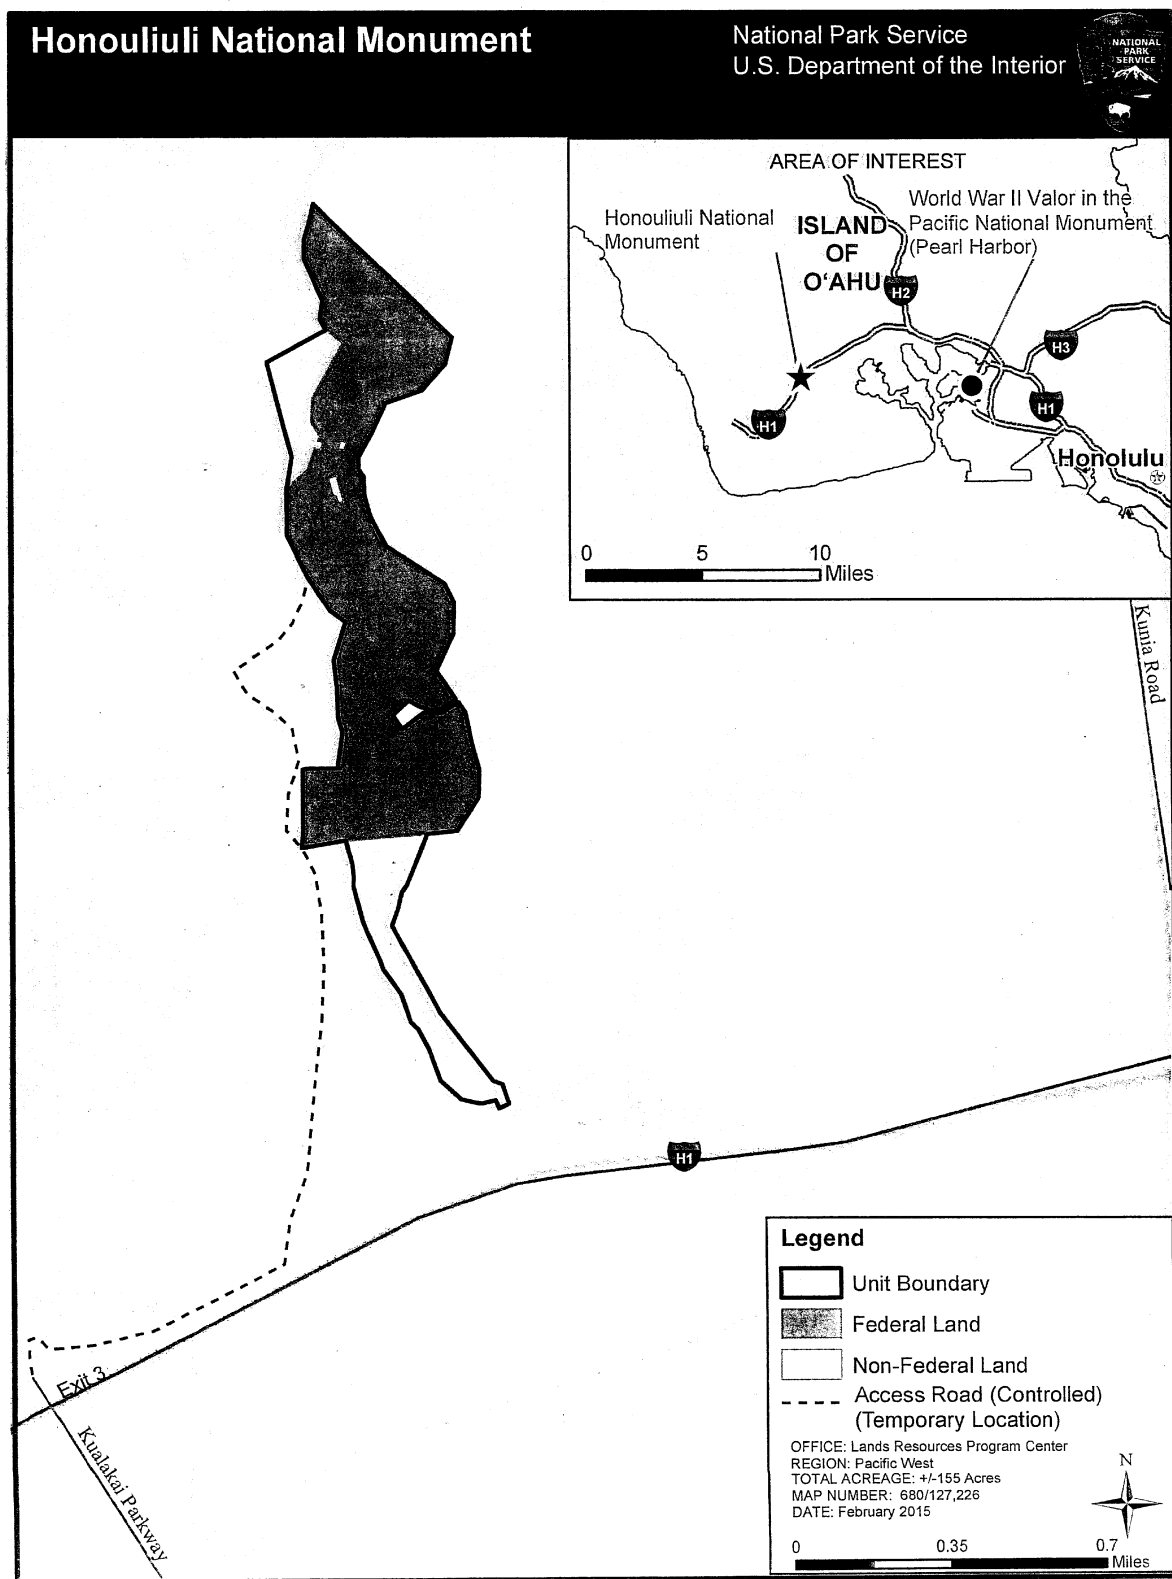 Honouliuli National Monument
National Park Service
U.S. Department of the Interior
NATIONAL
PARK
SERVICE
AREA OF INTEREST
Honouliuli National
Monument
ISLAND
OF
O'AHU
World War II Valor in the
Pacific National Monument
(Pearl Harbor)
H2
H3
H1
H1
Honolulu
0 5 10
Miles
Kunia Road
H1
Exit 3
Kualakai Parkway
Legend
Unit Boundary
Federal Land
Non-Federal Land
Access Road (Controlled)
(Temporary Location)
OFFICE: Lands Resources Program Center
REGION: Pacific West
TOTAL ACREAGE: +/-155 Acres
MAP NUMBER: 680/127,226
DATE: February 2015
N
0 0.35 0.7
Miles